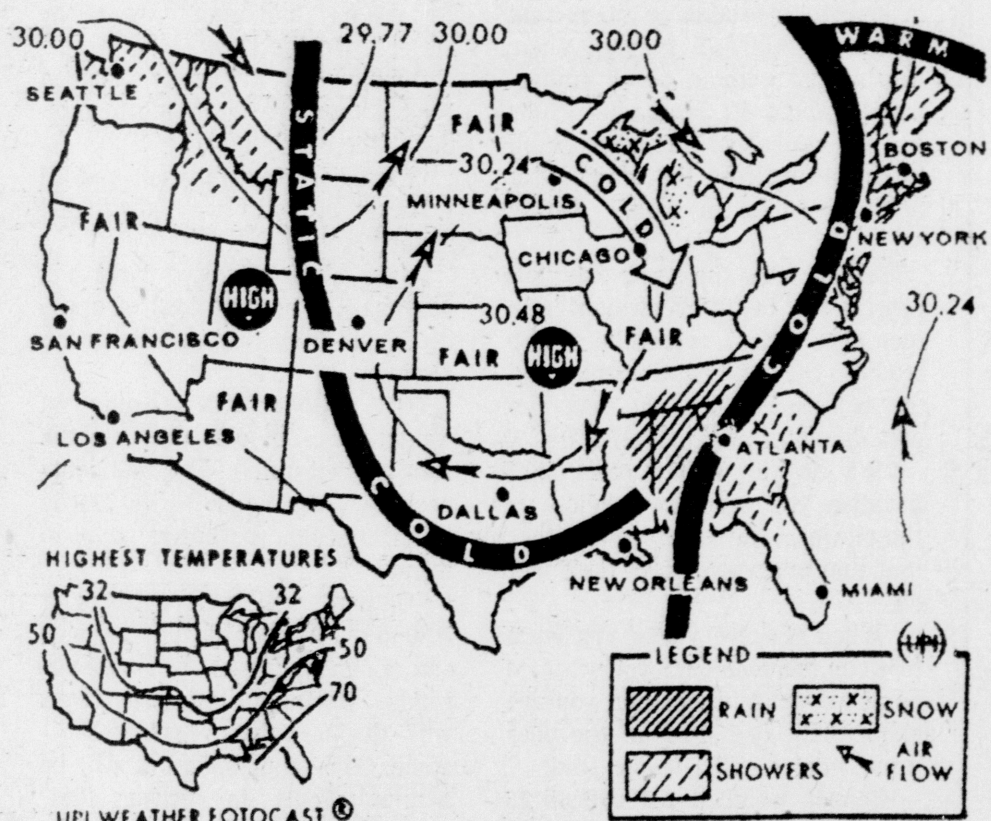 30.00 29.77 30.00 30.00
WARM
SEATTLE
STATIC
FAIR
BOSTON
30.24
COLD
MINNEAPOLIS
FAIR
NEW YORK
CHICAGO
COLD
HIGH
30.48
30.24
SAN FRANCISCO
DENVER
FAIR
HIGH
FAIR
FAIR
LOS ANGELES
ATLANTA
COLD
DALLAS
NEW ORLEANS
MIAMI
HIGHEST TEMPERATURES
32 32
50 50
70
UPI WEATHER FOTOCAST ®
LEGEND
UPI
RAIN SNOW
SHOWERS AIR
FLOW